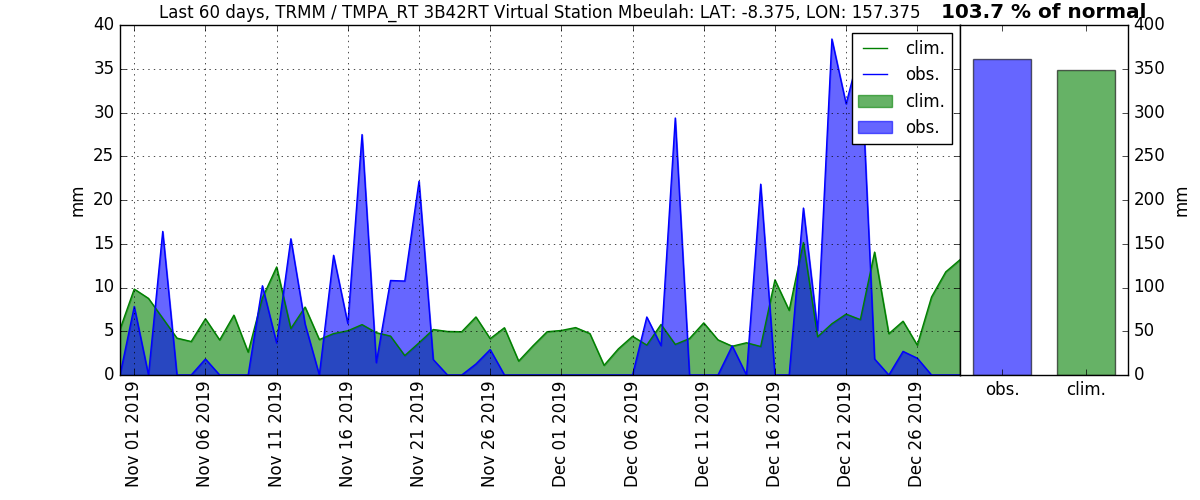 Last 60 days, TRMM / TMPA_RT 3B42RT Virtual Station Mbeulah: LAT: -8.375, LON: 157.375
103.7 % of normal
mm
40
35
30
25
20
15
10
5
0
clim.
obs.
clim.
obs.
Nov 01 2019
Nov 06 2019
Nov 11 2019
Nov 16 2019
Nov 21 2019
Nov 26 2019
Dec 01 2019
Dec 06 2019
Dec 11 2019
Dec 16 2019
Dec 21 2019
Dec 26 2019
obs.
clim.
400
350
300
250
200
150
100
50
0
mm